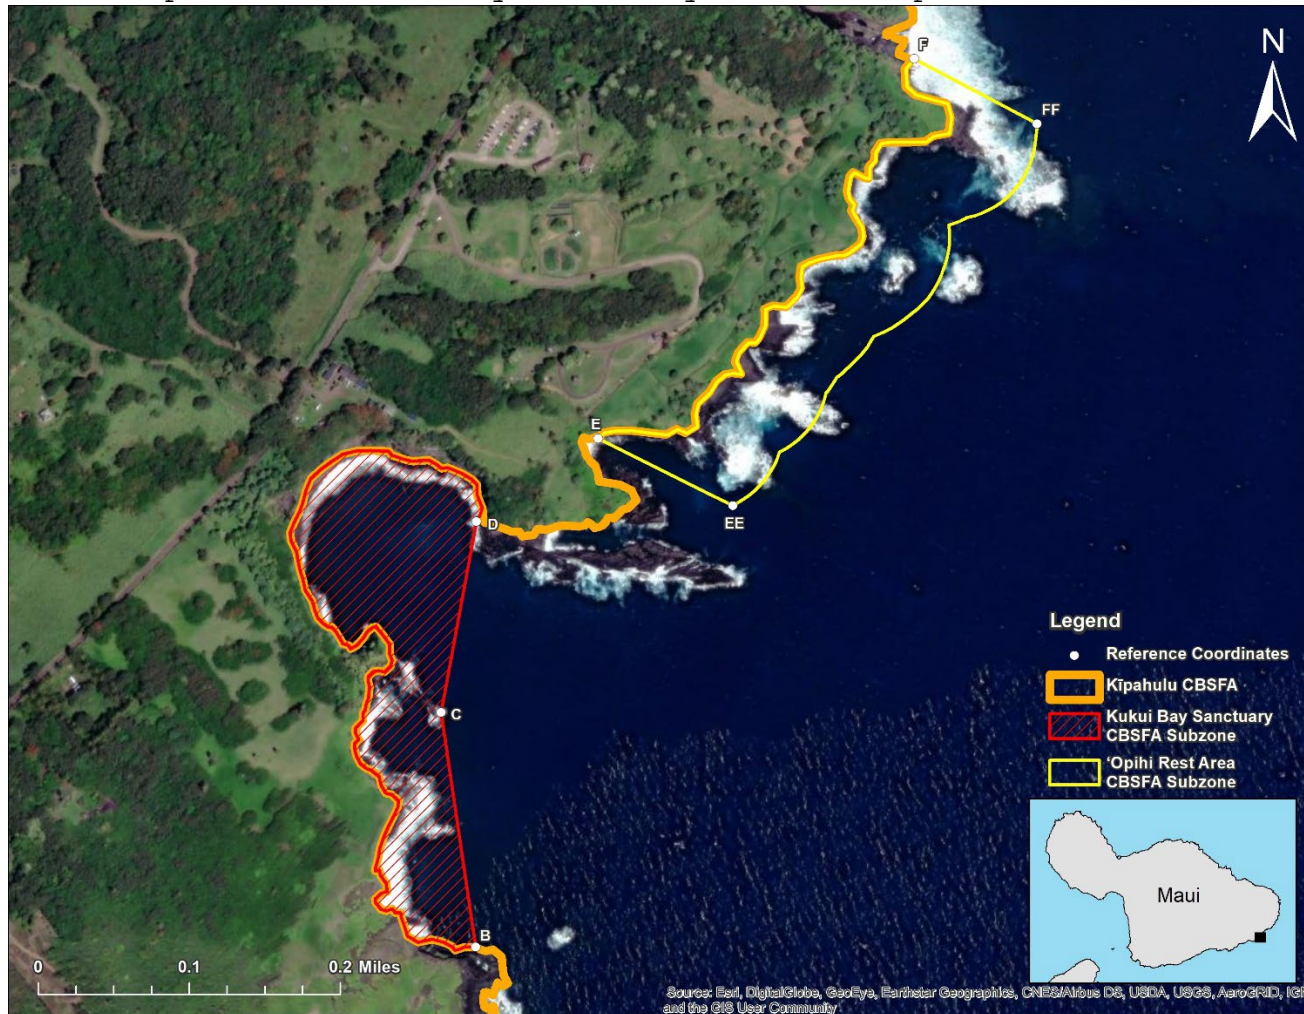 F
N
FF
E
EE
D
C
B
Legend
Reference Coordinates
Kīpahulu CBSFA
Kukui Bay Sanctuary
CBSFA Subzone
ʻOpihi Rest Area
CBSFA Subzone
Maui
0 0.1 0.2 Miles
Source: Esri, DigitalGlobe, GeoEye, Earthstar Geographics, CNES/Airbus DS, USDA, USGS, AeroGRID,
and the GIS User Community